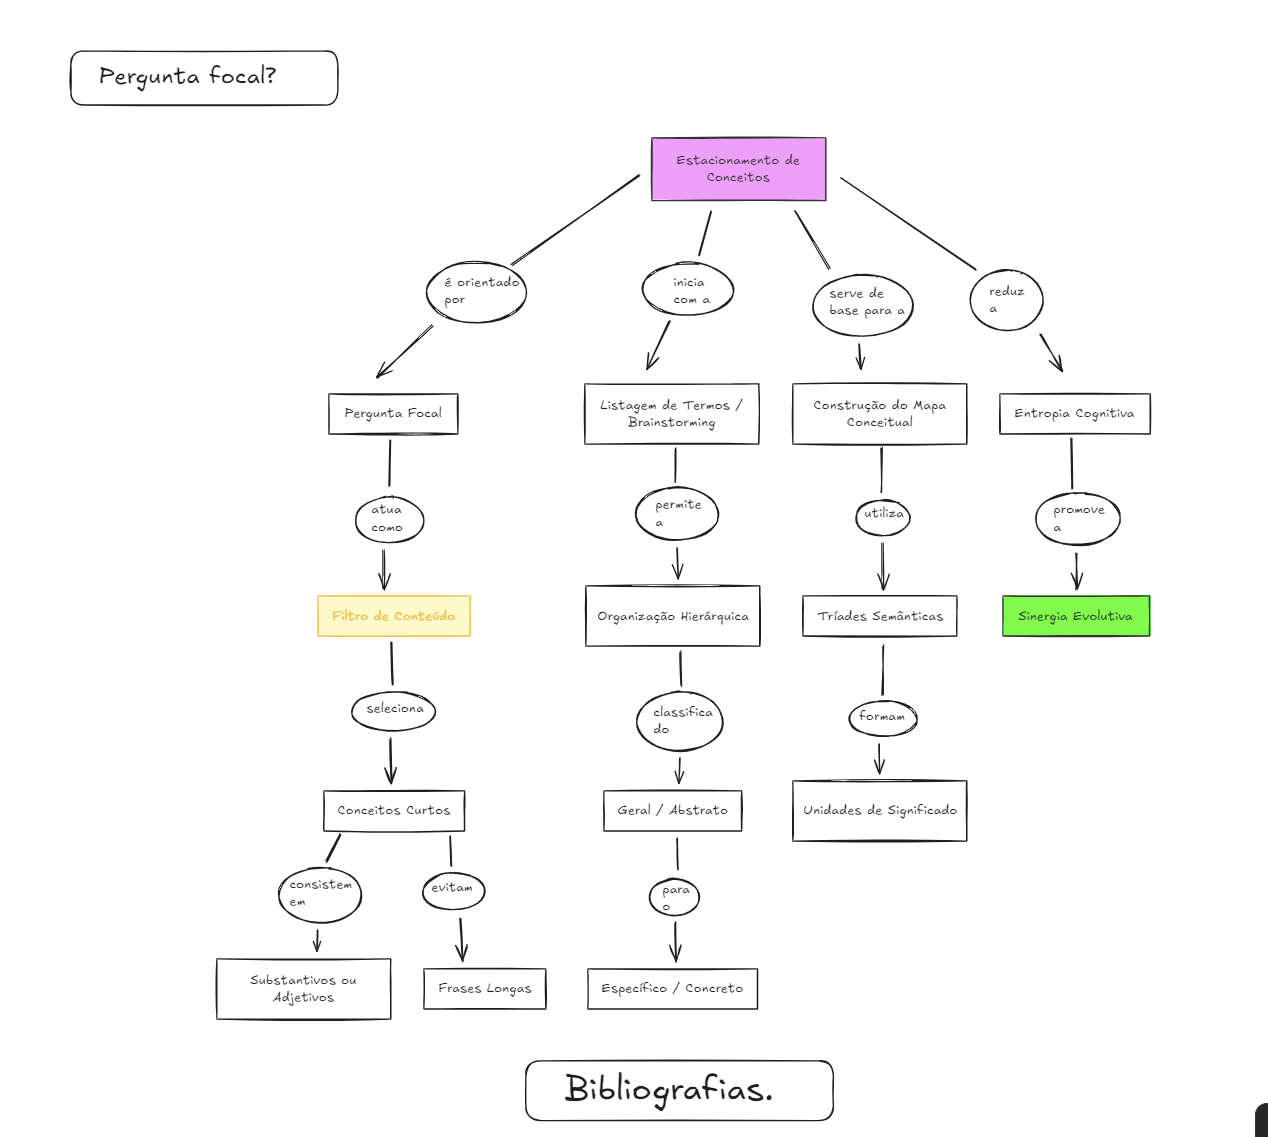 Pergunta focal?
Estacionamento de
Conceitos
é orientado
por
inicia
com a
serve de
base para a
reduz
a
Pergunta Focal
Listagem de Termos /
Brainstorming
Construção do Mapa
Conceitual
Entropia Cognitiva
atua
como
permite
a
utiliza
promove
a
Filtro de Conteúdo
Organização Hierárquica
Tríades Semânticas
Sinergia Evolutiva
seleciona
classifica
do
formam
Conceitos Curtos
Geral / Abstrato
Unidades de Significado
consistem
em
evitam
para
o
Substantivos ou
Adjetivos
Frases Longas
Específico / Concreto
Bibliografias.